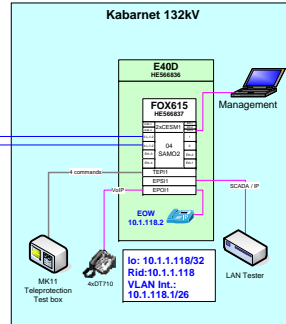 Kabarnet 132kV
E40D
HE566836
FOX615
HE566837
2xCESM1
Management
04
SAMO2
4 commands
TEPI1
EPSI1
SCADA / IP
VoIP
EPOI1
EOW
10.1.118.2
MK11
Teleprotection
Test box
4xDT710
Io: 10.1.1.118/32
Rid:10.1.1.118
VLAN Int.:
10.1.118.1/26
LAN Tester